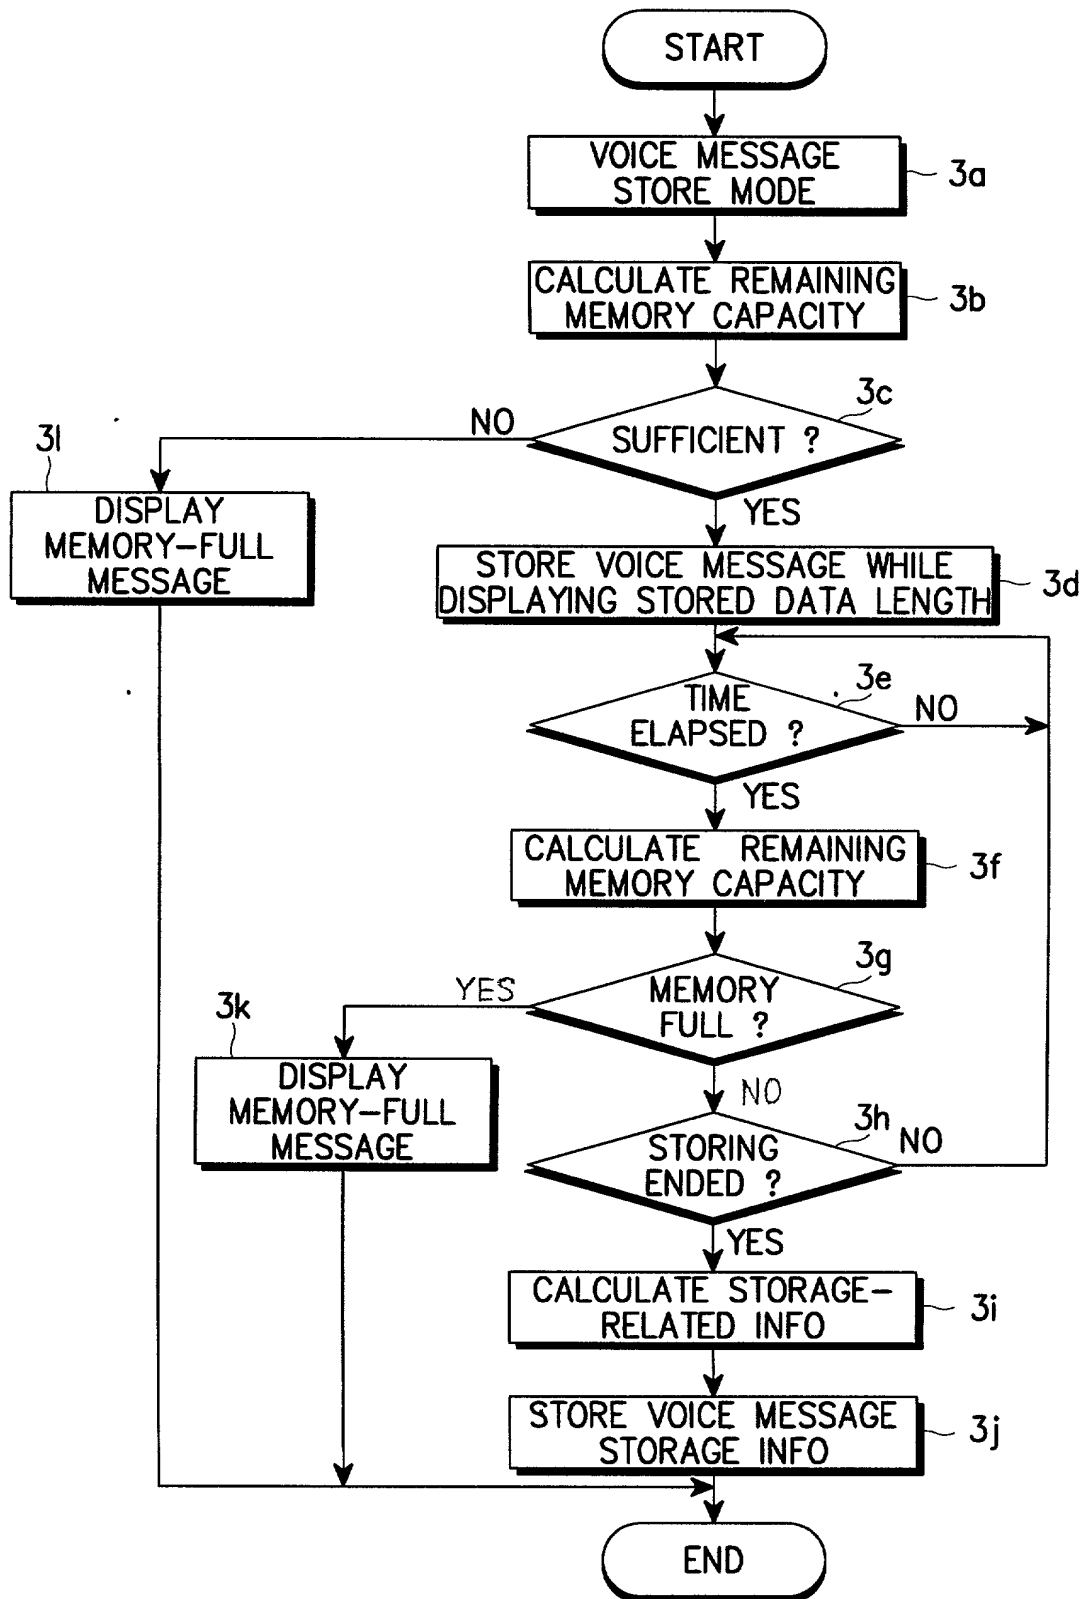 START
VOICE MESSAGE
STORE MODE
3a
CALCULATE REMAINING
MEMORY CAPACITY
3b
3c
NO
SUFFICIENT ?
YES
3l
DISPLAY
MEMORY-FULL
MESSAGE
STORE VOICE MESSAGE WHILE
DISPLAYING STORED DATA LENGTH
3d
3e
TIME
ELAPSED ?
NO
YES
CALCULATE REMAINING
MEMORY CAPACITY
3f
3g
YES
MEMORY
FULL ?
NO
3k
DISPLAY
MEMORY-FULL
MESSAGE
3h
STORING
ENDED ?
NO
YES
CALCULATE STORAGE-
RELATED INFO
3i
STORE VOICE MESSAGE
STORAGE INFO
3j
END